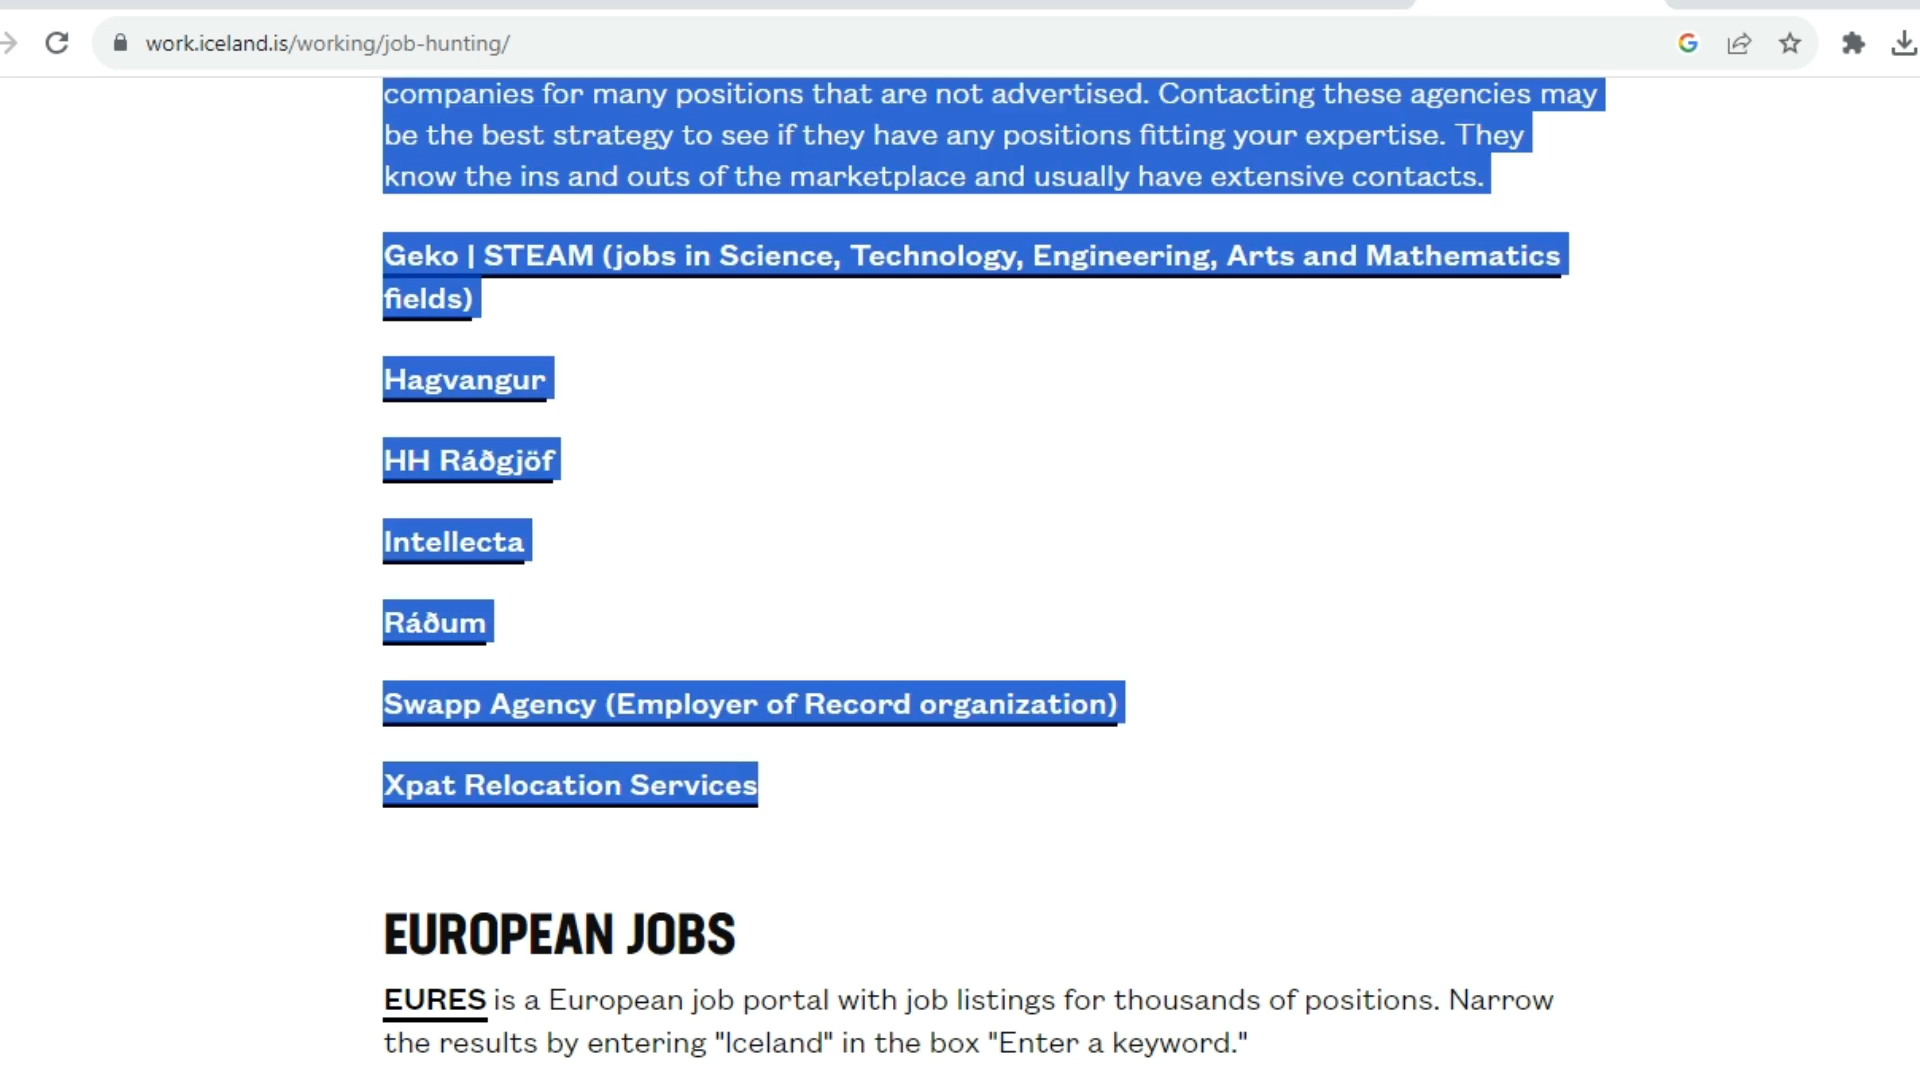 work.iceland.is/working/job-hunting/
companies for many positions that are not advertised. Contacting these agencies may
be the best strategy to see if they have any positions fitting your expertise. They
know the ins and outs of the marketplace and usually have extensive contacts.
Geko | STEAM (jobs in Science, Technology, Engineering, Arts and Mathematics
fields)
Hagvangur
HH Ráðgjöf
Intellecta
Ráðum
Swapp Agency (Employer of Record organization)
Xpat Relocation Services
EUROPEAN JOBS
EURES is a European job portal with job listings for thousands of positions. Narrow
the results by entering "Iceland" in the box "Enter a keyword."